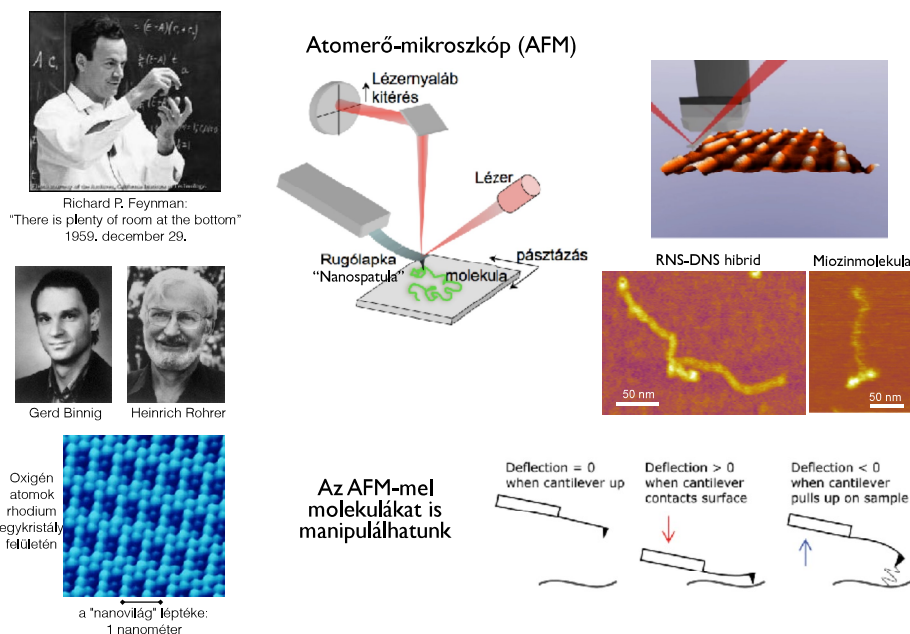 Atomerő-mikroszkóp (AFM)
Richard P. Feynman:
"There is plenty of room at the bottom"
1959. december 29.
Gerd Binnig
Heinrich Rohrer
Oxigén
atomok
rhodium
egykristály
felületén
a "nanovilág" léptéke:
1 nanométer
Lézernyaláb
kitérés
Lézer
Rugólapka
"Nanospatula"
molekula
pásztázás
RNS-DNS hibrid
Miozinmolekula
50 nm
50 nm
Az AFM-mel
molekulákat is
manipulálhatunk
Deflection = 0
when cantilever up
Deflection > 0
when cantilever
contacts surface
Deflection < 0
when cantilever
pulls up on sample